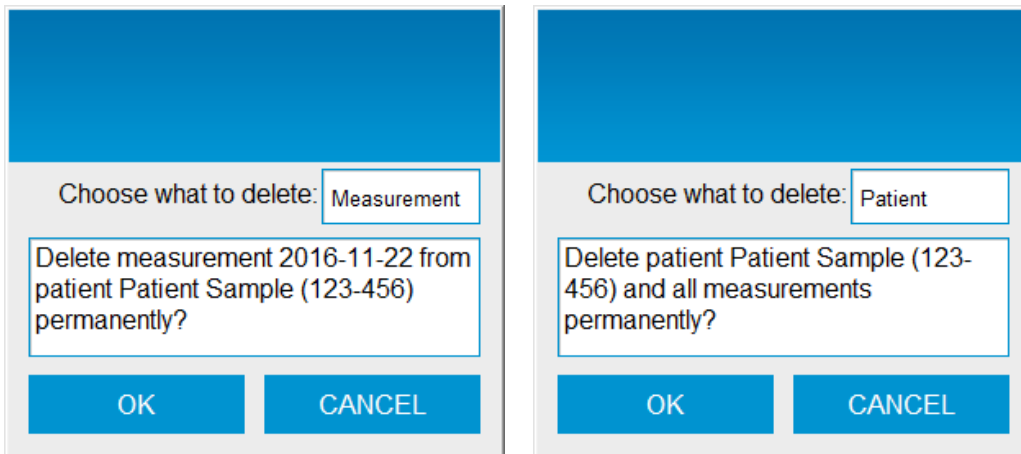 Choose what to delete: Measurement
Delete measurement 2016-11-22 from
patient Patient Sample (123-456)
permanently?
OK CANCEL
Choose what to delete: Patient
Delete patient Patient Sample (123-
456) and all measurements
permanently?
OK CANCEL